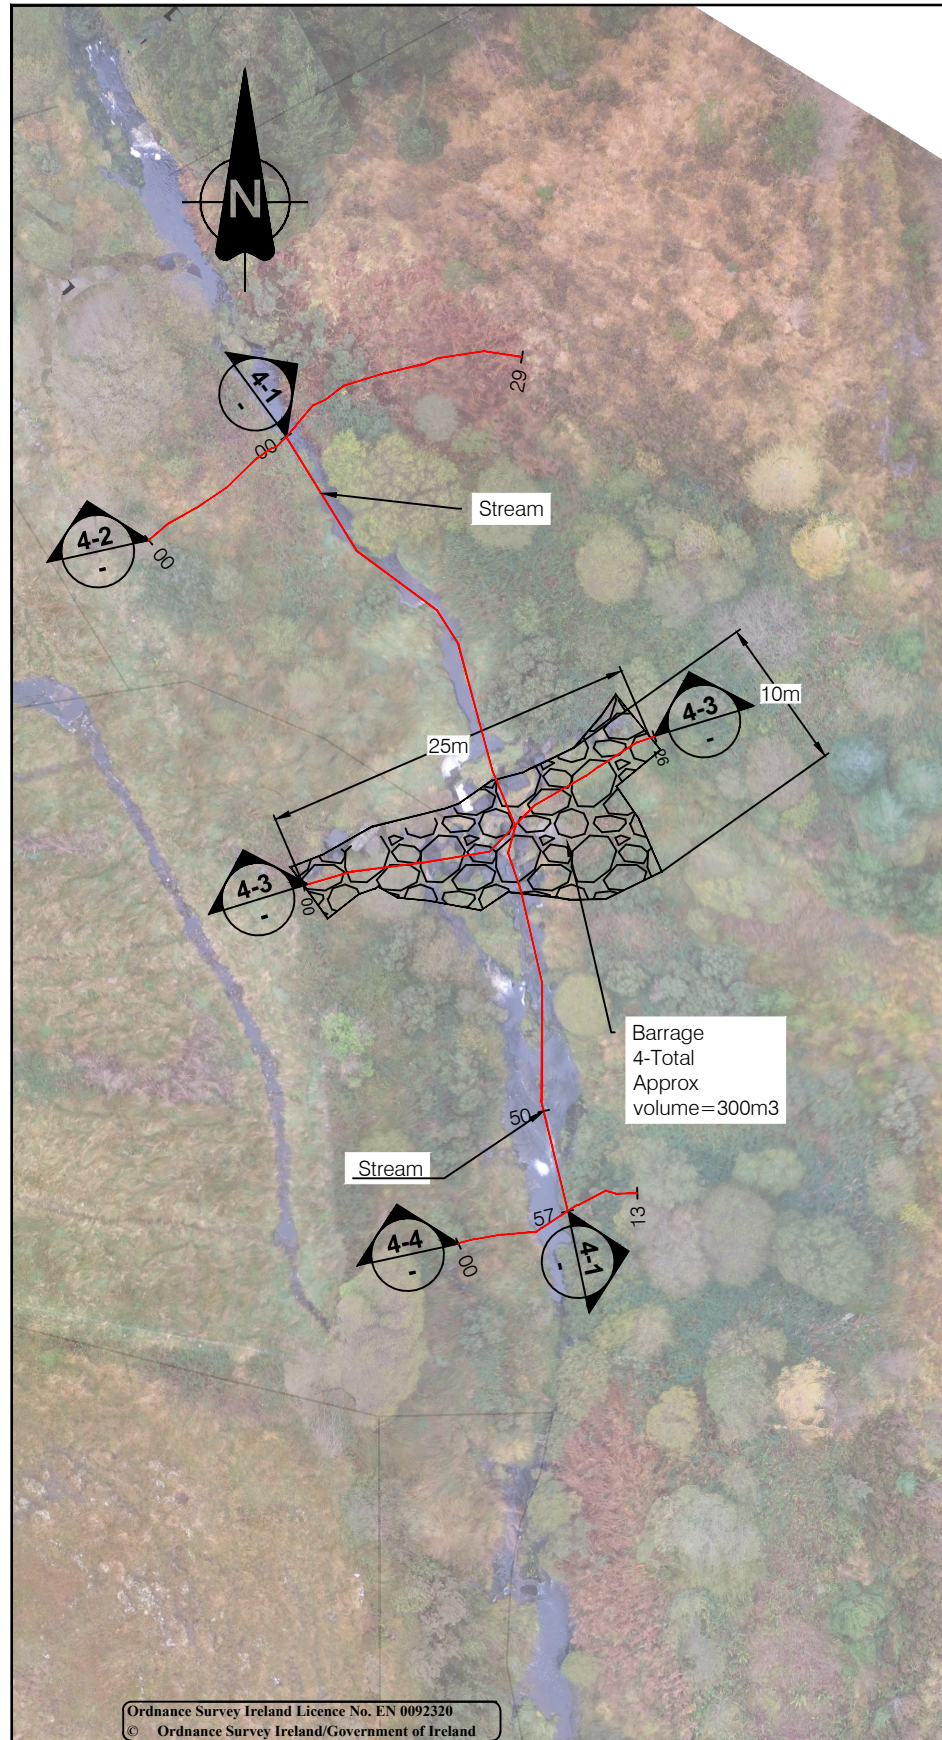 N
4-1
-
29
00
Stream
4-2
-
00
10m
4-3
-
26
25m
4-3
-
00
Barrage
4-Total
Approx
volume=300m3
50
Stream
57
13
4-4
-
00
4-1
-
Ordnance Survey Ireland Licence No. EN 0092320
© Ordnance Survey Ireland/Government of Ireland